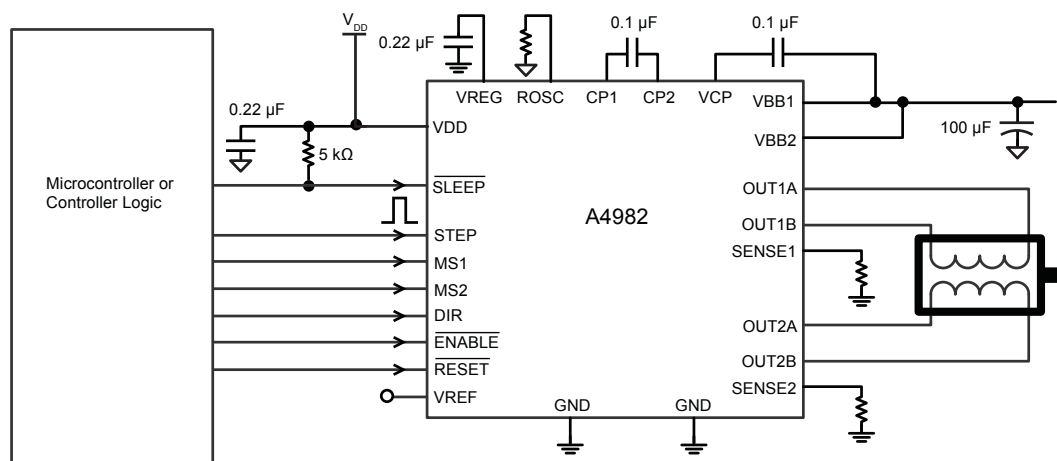 V_DD
0.22 µF
0.1 µF
0.1 µF
0.22 µF
VREG
ROSC
CP1
CP2
VCP
VBB1
VDD
VBB2
100 µF
5 kΩ
Microcontroller or
Controller Logic
SLEEP
OUT1A
A4982
OUT1B
STEP
SENSE1
MS1
MS2
DIR
OUT2A
ENABLE
OUT2B
RESET
SENSE2
VREF
GND
GND